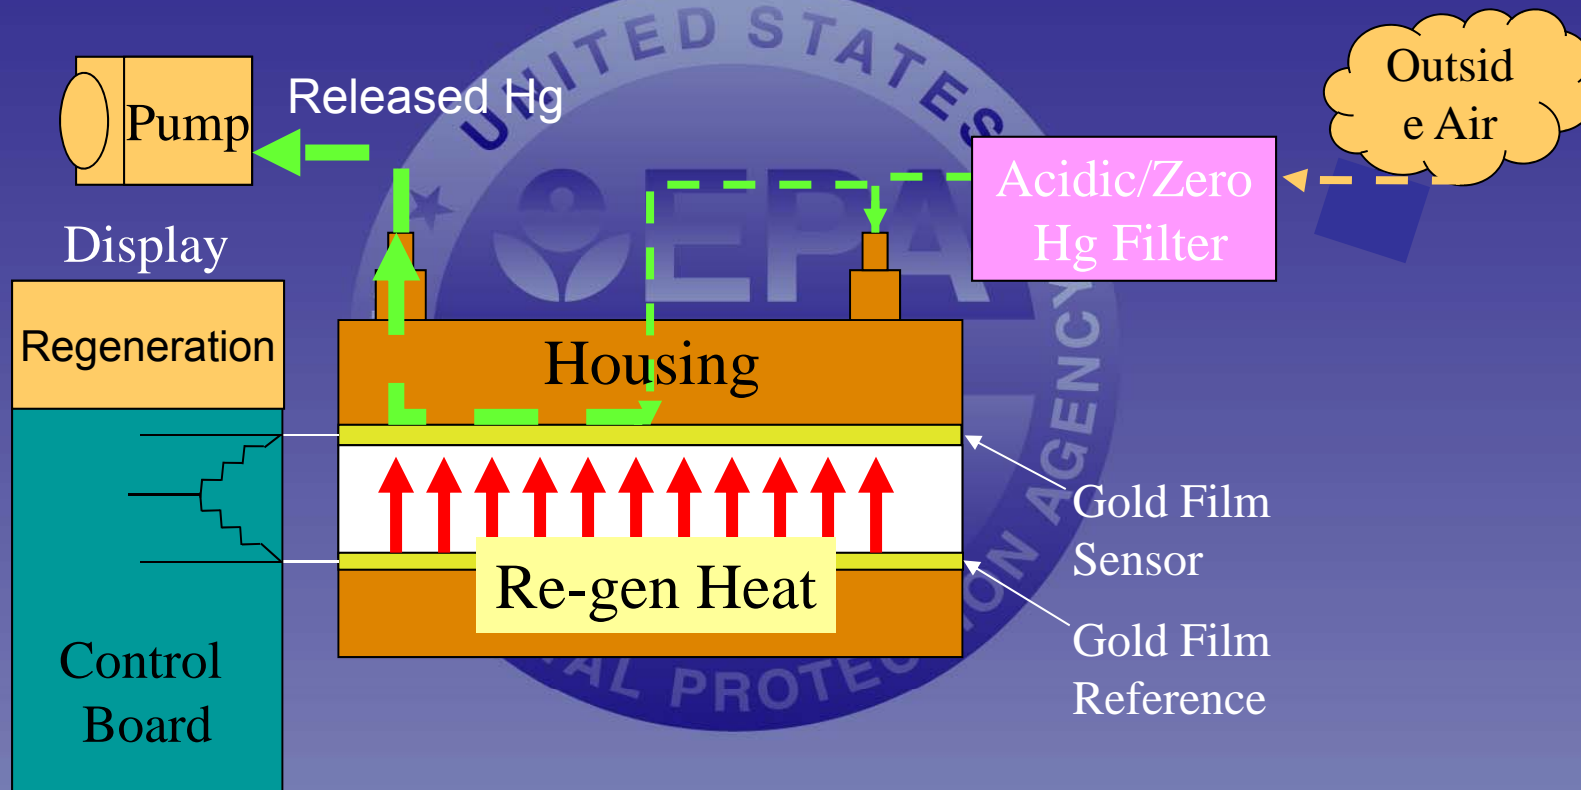 UNITED STATES
Outsid
e Air
Pump
Released Hg
Acidic/Zero
Hg Filter
Display
EPA
Regeneration
Housing
AGENCY
Gold Film
Sensor
Re-gen Heat
Gold Film
Reference
Control
Board
AL PROTECTION